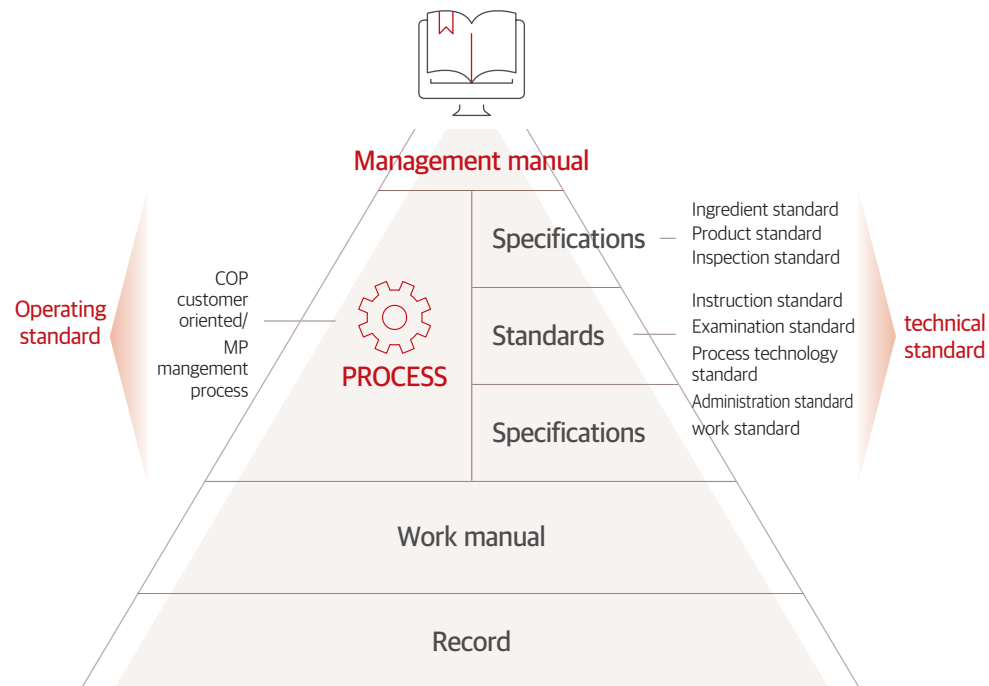 Management manual
Operating
standard
COP
customer
oriented/
MP
mangement
process
PROCESS
Specifications
Ingredient standard
Product standard
Inspection standard
Standards
Instruction standard
Examination standard
Process technology
standard
Administration standard
work standard
Specifications
technical
standard
Work manual
Record